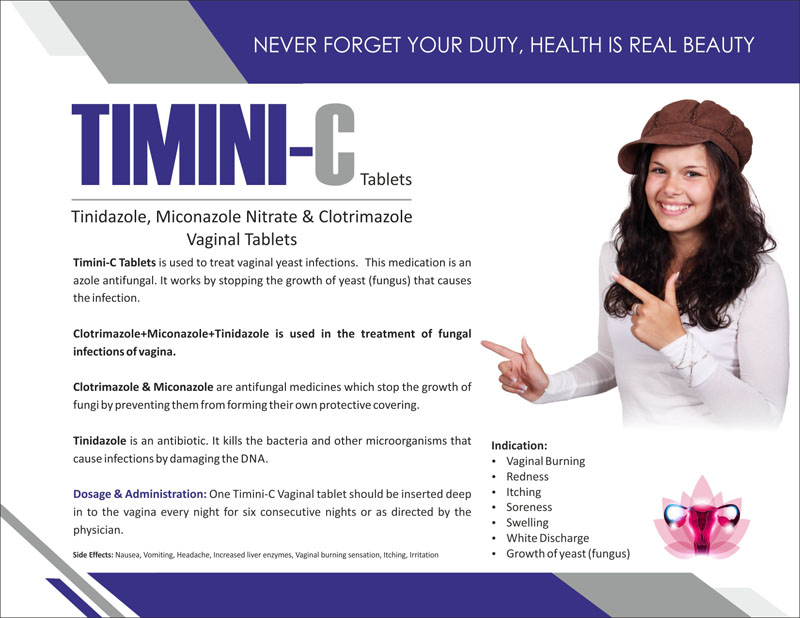 NEVER FORGET YOUR DUTY, HEALTH IS REAL BEAUTY
TIMINI-C Tablets
Tinidazole, Miconazole Nitrate & Clotrimazole
Vaginal Tablets
Timini-C Tablets is used to treat vaginal yeast infections. This medication is an
azole antifungal. It works by stopping the growth of yeast (fungus) that causes
the infection.
Clotrimazole+Miconazole+Tinidazole is used in the treatment of fungal
infections of vagina.
Clotrimazole & Miconazole are antifungal medicines which stop the growth of
fungi by preventing them from forming their own protective covering.
Tinidazole is an antibiotic. It kills the bacteria and other microorganisms that
cause infections by damaging the DNA.
Dosage & Administration: One Timini-C Vaginal tablet should be inserted deep
in to the vagina every night for six consecutive nights or as directed by the
physician.
Side Effects: Nausea, Vomiting, Headache, Increased liver enzymes, Vaginal burning sensation, Itching, Irritation
Indication:
• Vaginal Burning
• Redness
• Itching
• Soreness
• Swelling
• White Discharge
• Growth of yeast (fungus)